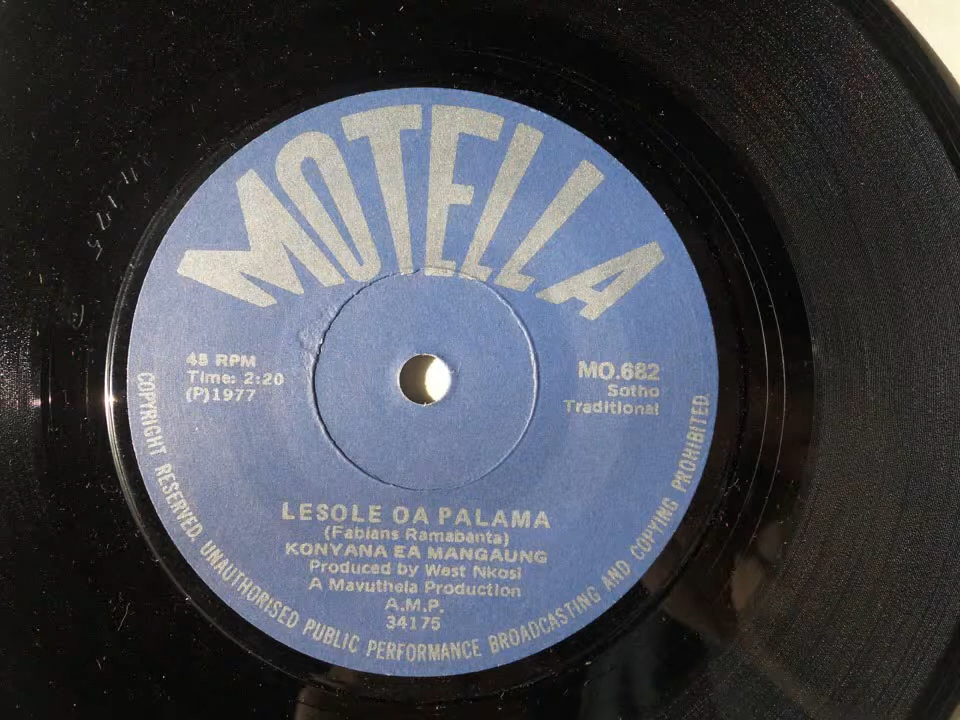 MOTELLA
45 RPM
Time: 2:20
(P)1977
MO.682
Sotho
Traditional
LESOLE OA PALAMA
(Fabians Ramabanta)
KONYANA EA MANGAUNG
Produced by West Nkosi
A Mavuthela Production
A.M.P.
34175
COPYRIGHT RESERVED. UNAUTHORISED PUBLIC PERFORMANCE BROADCASTING AND COPYING PROHIBITED.